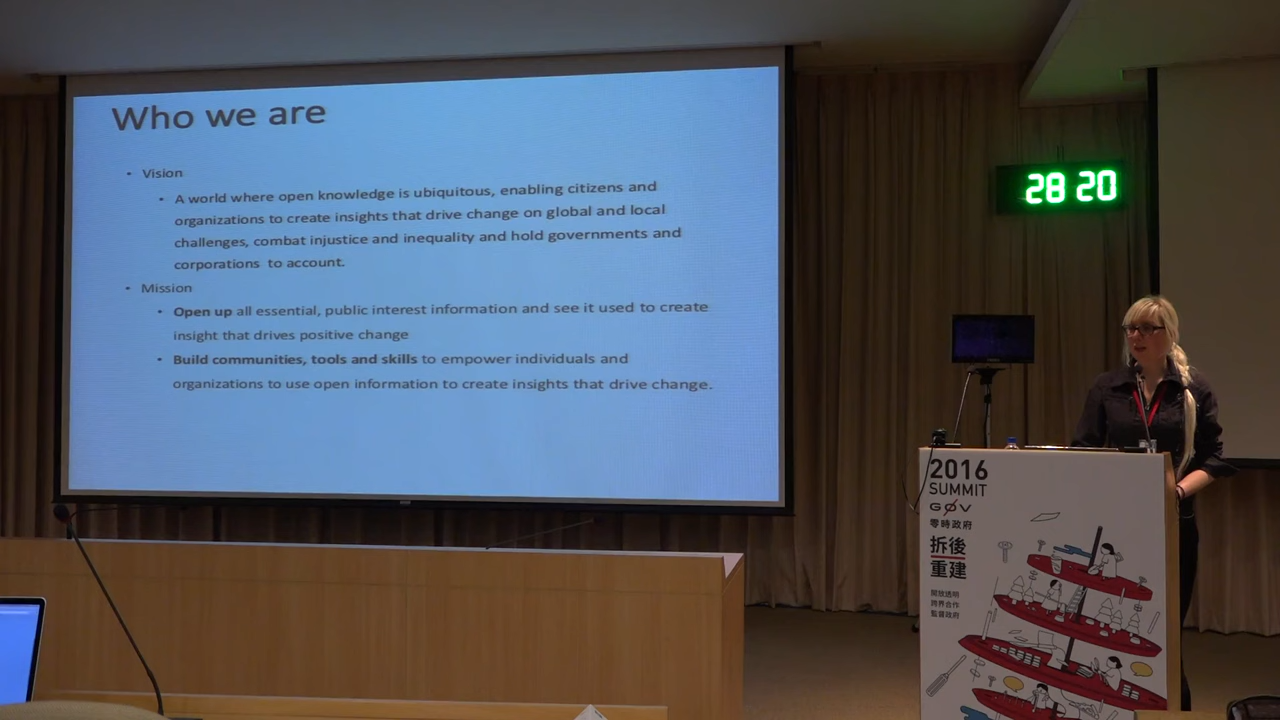 Who we are
• Vision
• A world where open knowledge is ubiquitous, enabling citizens and
organizations to create insights that drive change on global and local
challenges, combat injustice and inequality and hold governments and
corporations to account.
• Mission
• Open up all essential, public interest information and see it used to create
insight that drives positive change
• Build communities, tools and skills to empower individuals and
organizations to use open information to create insights that drive change.
28 20
2016
SUMMIT
GØV
零時政府
拆後
重建
開放透明
跨界合作
監督政府